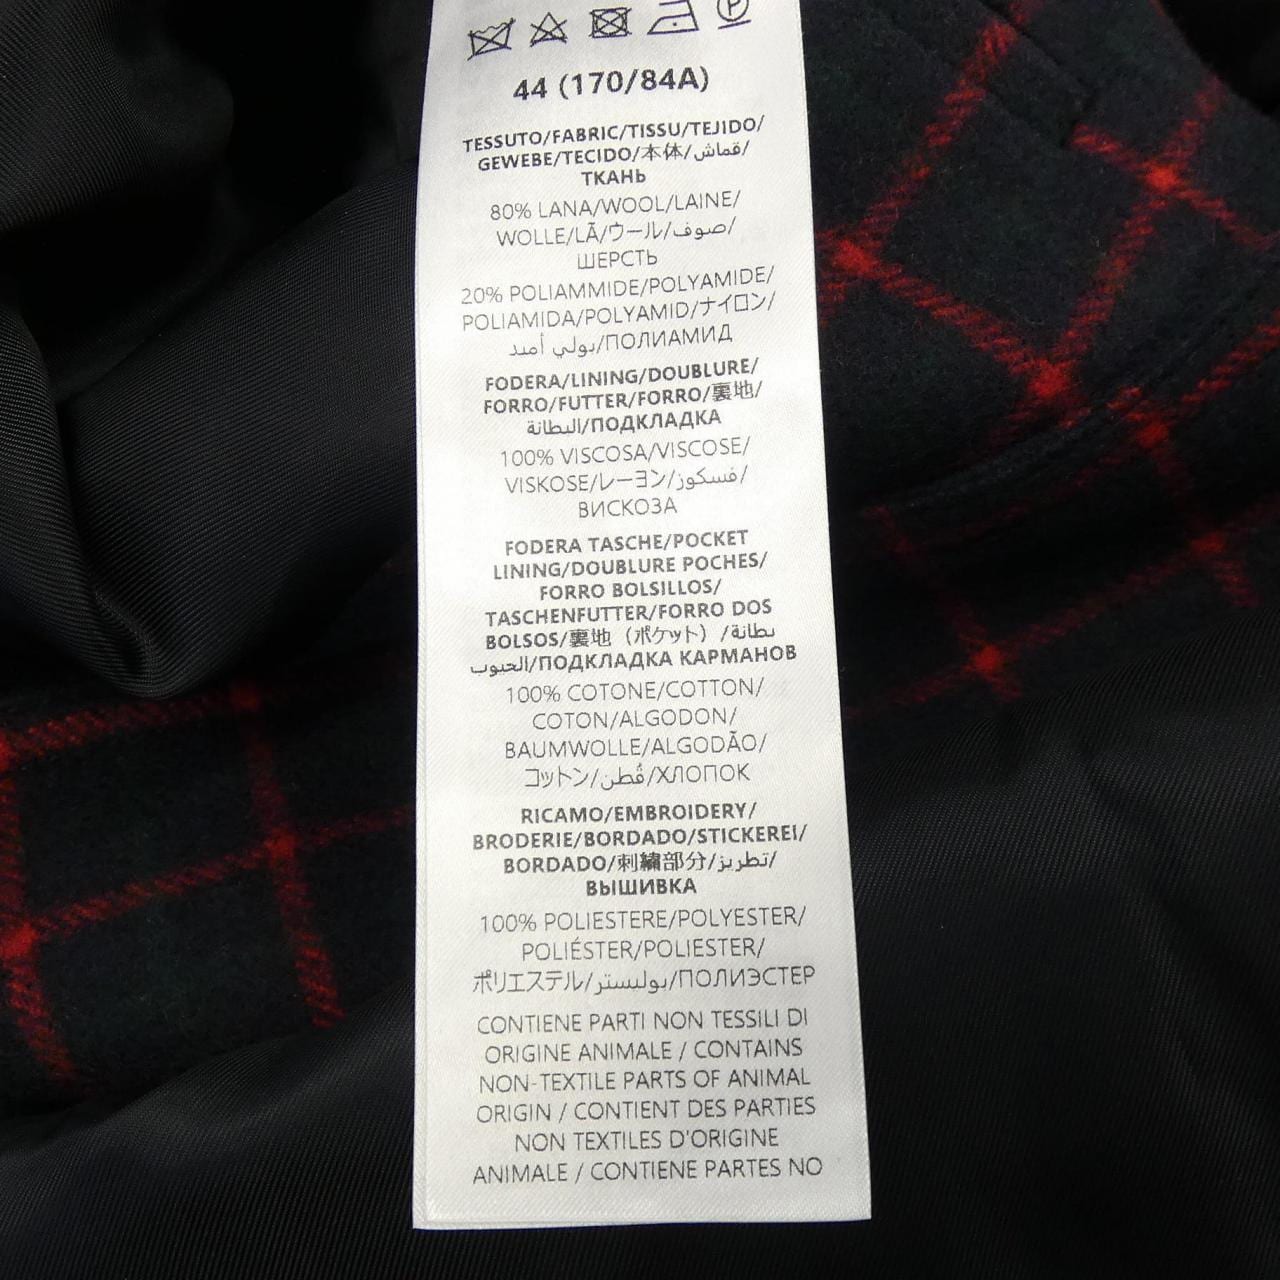 P
44 (170/84A)
TESSUTO/FABRIC/TISSU/TEJIDO/
GEWEBE/TECIDO/本体/قماش/
ТКАНЬ
80% LANA/WOOL/LAINE/
WOLLE/LÃ/ウール/صوف/
ШЕРСТЬ
20% POLIAMMIDE/POLYAMIDE/
POLIAMIDA/POLYAMID/ナイロン/
بولي أميد/ПОЛИАМИД
FODERA/LINING/DOUBLURE/
FORRO/FUTTER/FORRO/裏地/
البطانة/ПОДКЛАДКА
100% VISCOSA/VISCOSE/
VISKOSE/レーヨン/فسكوز/
ВИСКОЗА
FODERA TASCHE/POCKET
LINING/DOUBLURE POCHES/
FORRO BOLSILLOS/
TASCHENFUTTER/FORRO DOS
BOLSOS/裏地（ポケット）/بطانة
الجيوب/ПОДКЛАДКА КАРМАНОВ
100% COTONE/COTTON/
COTON/ALGODON/
BAUMWOLLE/ALGODÃO/
コットン/قُطن/ХЛОПОК
RICAMO/EMBROIDERY/
BRODERIE/BORDADO/STICKEREI/
BORDADO/刺繍部分/تطريز/
ВЫШИВКА
100% POLIESTERE/POLYESTER/
POLIÉSTER/POLIESTER/
ポリエステル/بوليستر/ПОЛИЭСТЕР
CONTIENE PARTI NON TESSILI DI
ORIGINE ANIMALE / CONTAINS
NON-TEXTILE PARTS OF ANIMAL
ORIGIN / CONTIENT DES PARTIES
NON TEXTILES D'ORIGINE
ANIMALE / CONTIENE PARTES NO